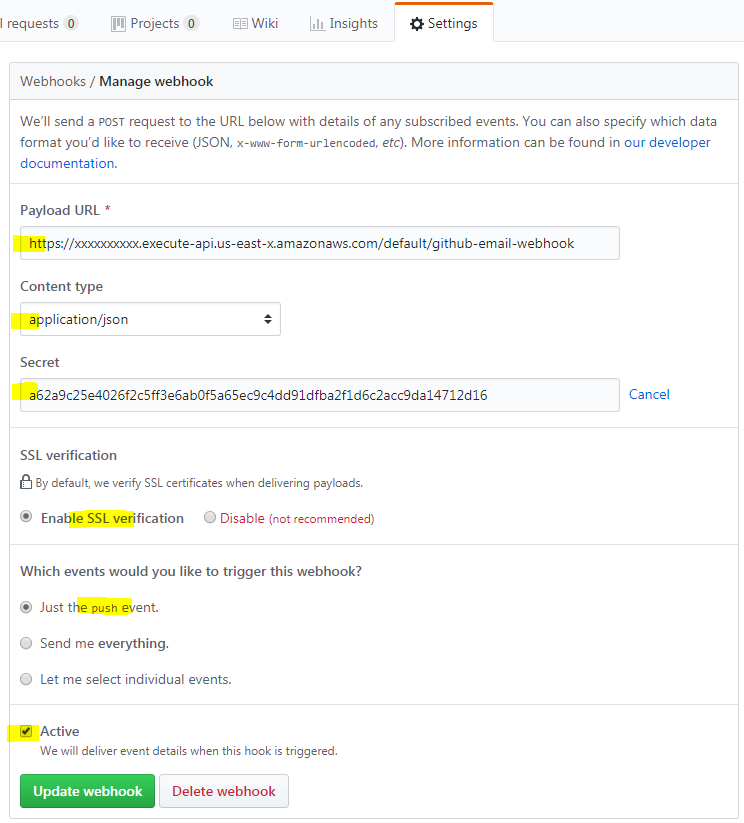 l requests 0 Projects 0 Wiki Insights Settings
Webhooks / Manage webhook
We'll send a POST request to the URL below with details of any subscribed events. You can also specify which data
format you'd like to receive (JSON, x-www-form-urlencoded, etc). More information can be found in our developer
documentation.
Payload URL *
https://xxxxxxxxxx.execute-api.us-east-x.amazonaws.com/default/github-email-webhook
Content type
application/json
Secret
a62a9c25e4026f2c5ff3e6ab0f5a65ec9c4dd91dfba2f1d6c2acc9da14712d16 Cancel
SSL verification
By default, we verify SSL certificates when delivering payloads.
Enable SSL verification Disable (not recommended)
Which events would you like to trigger this webhook?
Just the push event.
Send me everything.
Let me select individual events.
Active
We will deliver event details when this hook is triggered.
Update webhook Delete webhook